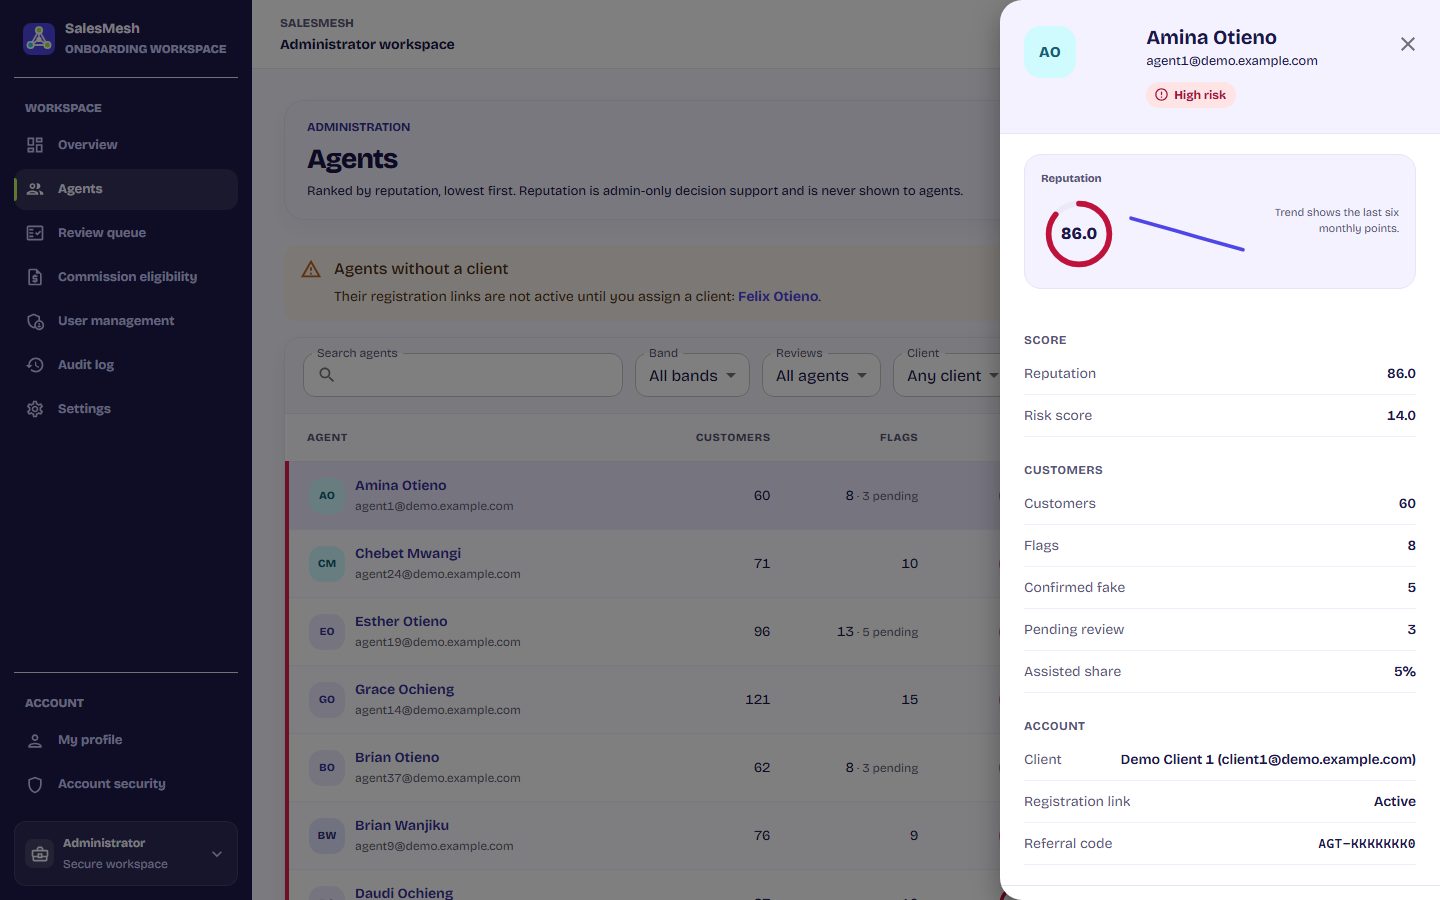 SalesMesh
ONBOARDING WORKSPACE
WORKSPACE
Overview
Agents
Review queue
Commission eligibility
User management
Audit log
Settings
ACCOUNT
My profile
Account security
Administrator
Secure workspace
SALESMESH
Administrator workspace
ADMINISTRATION
Agents
Ranked by reputation, lowest first. Reputation is admin-only decision support and is never shown to agents.
Agents without a client
Their registration links are not active until you assign a client: Felix Otieno.
Search agents
Band
All bands
Reviews
All agents
Client
Any client
AGENT CUSTOMERS FLAGS
AO Amina Otieno 60 8 · 3 pending
agent1@demo.example.com
CM Chebet Mwangi 71 10
agent24@demo.example.com
EO Esther Otieno 96 13 · 5 pending
agent19@demo.example.com
GO Grace Ochieng 121 15
agent14@demo.example.com
BO Brian Otieno 62 8 · 3 pending
agent37@demo.example.com
BW Brian Wanjiku 76 9
agent9@demo.example.com
Daudi Ochieng
AO
Amina Otieno
agent1@demo.example.com
High risk
Reputation
86.0
Trend shows the last six
monthly points.
SCORE
Reputation 86.0
Risk score 14.0
CUSTOMERS
Customers 60
Flags 8
Confirmed fake 5
Pending review 3
Assisted share 5%
ACCOUNT
Client Demo Client 1 (client1@demo.example.com)
Registration link Active
Referral code AGT-KKKKKKK0